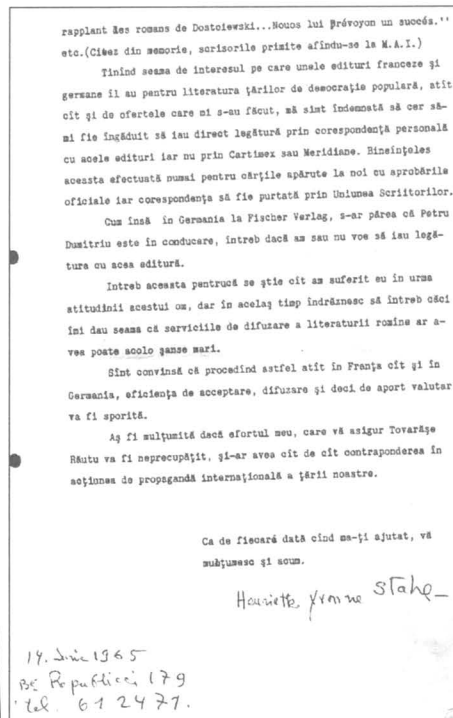 rapplant les romans de Dostoiewski...Nouos lui prévoyon un succés."
etc.(Citez din memorie, scrisorile primite afîndu-se la M.A.I.)
Tinînd seama de interesul pe care unele edituri franceze şi
germane îl au pentru literatura ţărilor de democraţie populară, atît
cît şi de ofertele care mi s-au făcut, mă simt îndemnată să cer să-
mi fie îngăduit să iau direct legătură prin corespondenţă personală
cu acele edituri iar nu prin Cartimex sau Meridiane. Bineînţeles
aceasta efectuată numai pentru cărţile apărute la noi cu aprobările
oficiale iar corespondenţa să fie purtată prin Uniunea Scriitorilor.
Cum însă în Germania la Fischer Verlag, s-ar părea că Petru
Dumitriu este în conducere, întreb dacă am sau nu voe să iau legă-
tura cu acea editură.
Intreb aceasta pentrucă se ştie cît am suferit eu în urma
atitudinii acestui om, dar în acelaş timp îndrăznesc să întreb căci
îmi dau seama că serviciile de difuzare a literaturii romîne ar a-
vea poate acolo şanse mari.
Sînt convinsă că procedînd astfel atît în Franţa cît şi în
Germania, eficienţa de acceptare, difuzare şi deci de aport valutar
va fi sporită.
Aş fi mulţumită dacă efortul meu, care vă asigur Tovarăşe
Răutu va fi neprecupăţit, şi-ar avea cît de cît contraponderea în
acţiunea de propagandă internaţională a ţării noastre.
Ca de fiecară dată cînd ma-ţi ajutat, vă
mulţumesc şi acum.
Henriette Yvonne Stahl
14. Iunie 1965
Bd Republicei 179
tel. 612471.